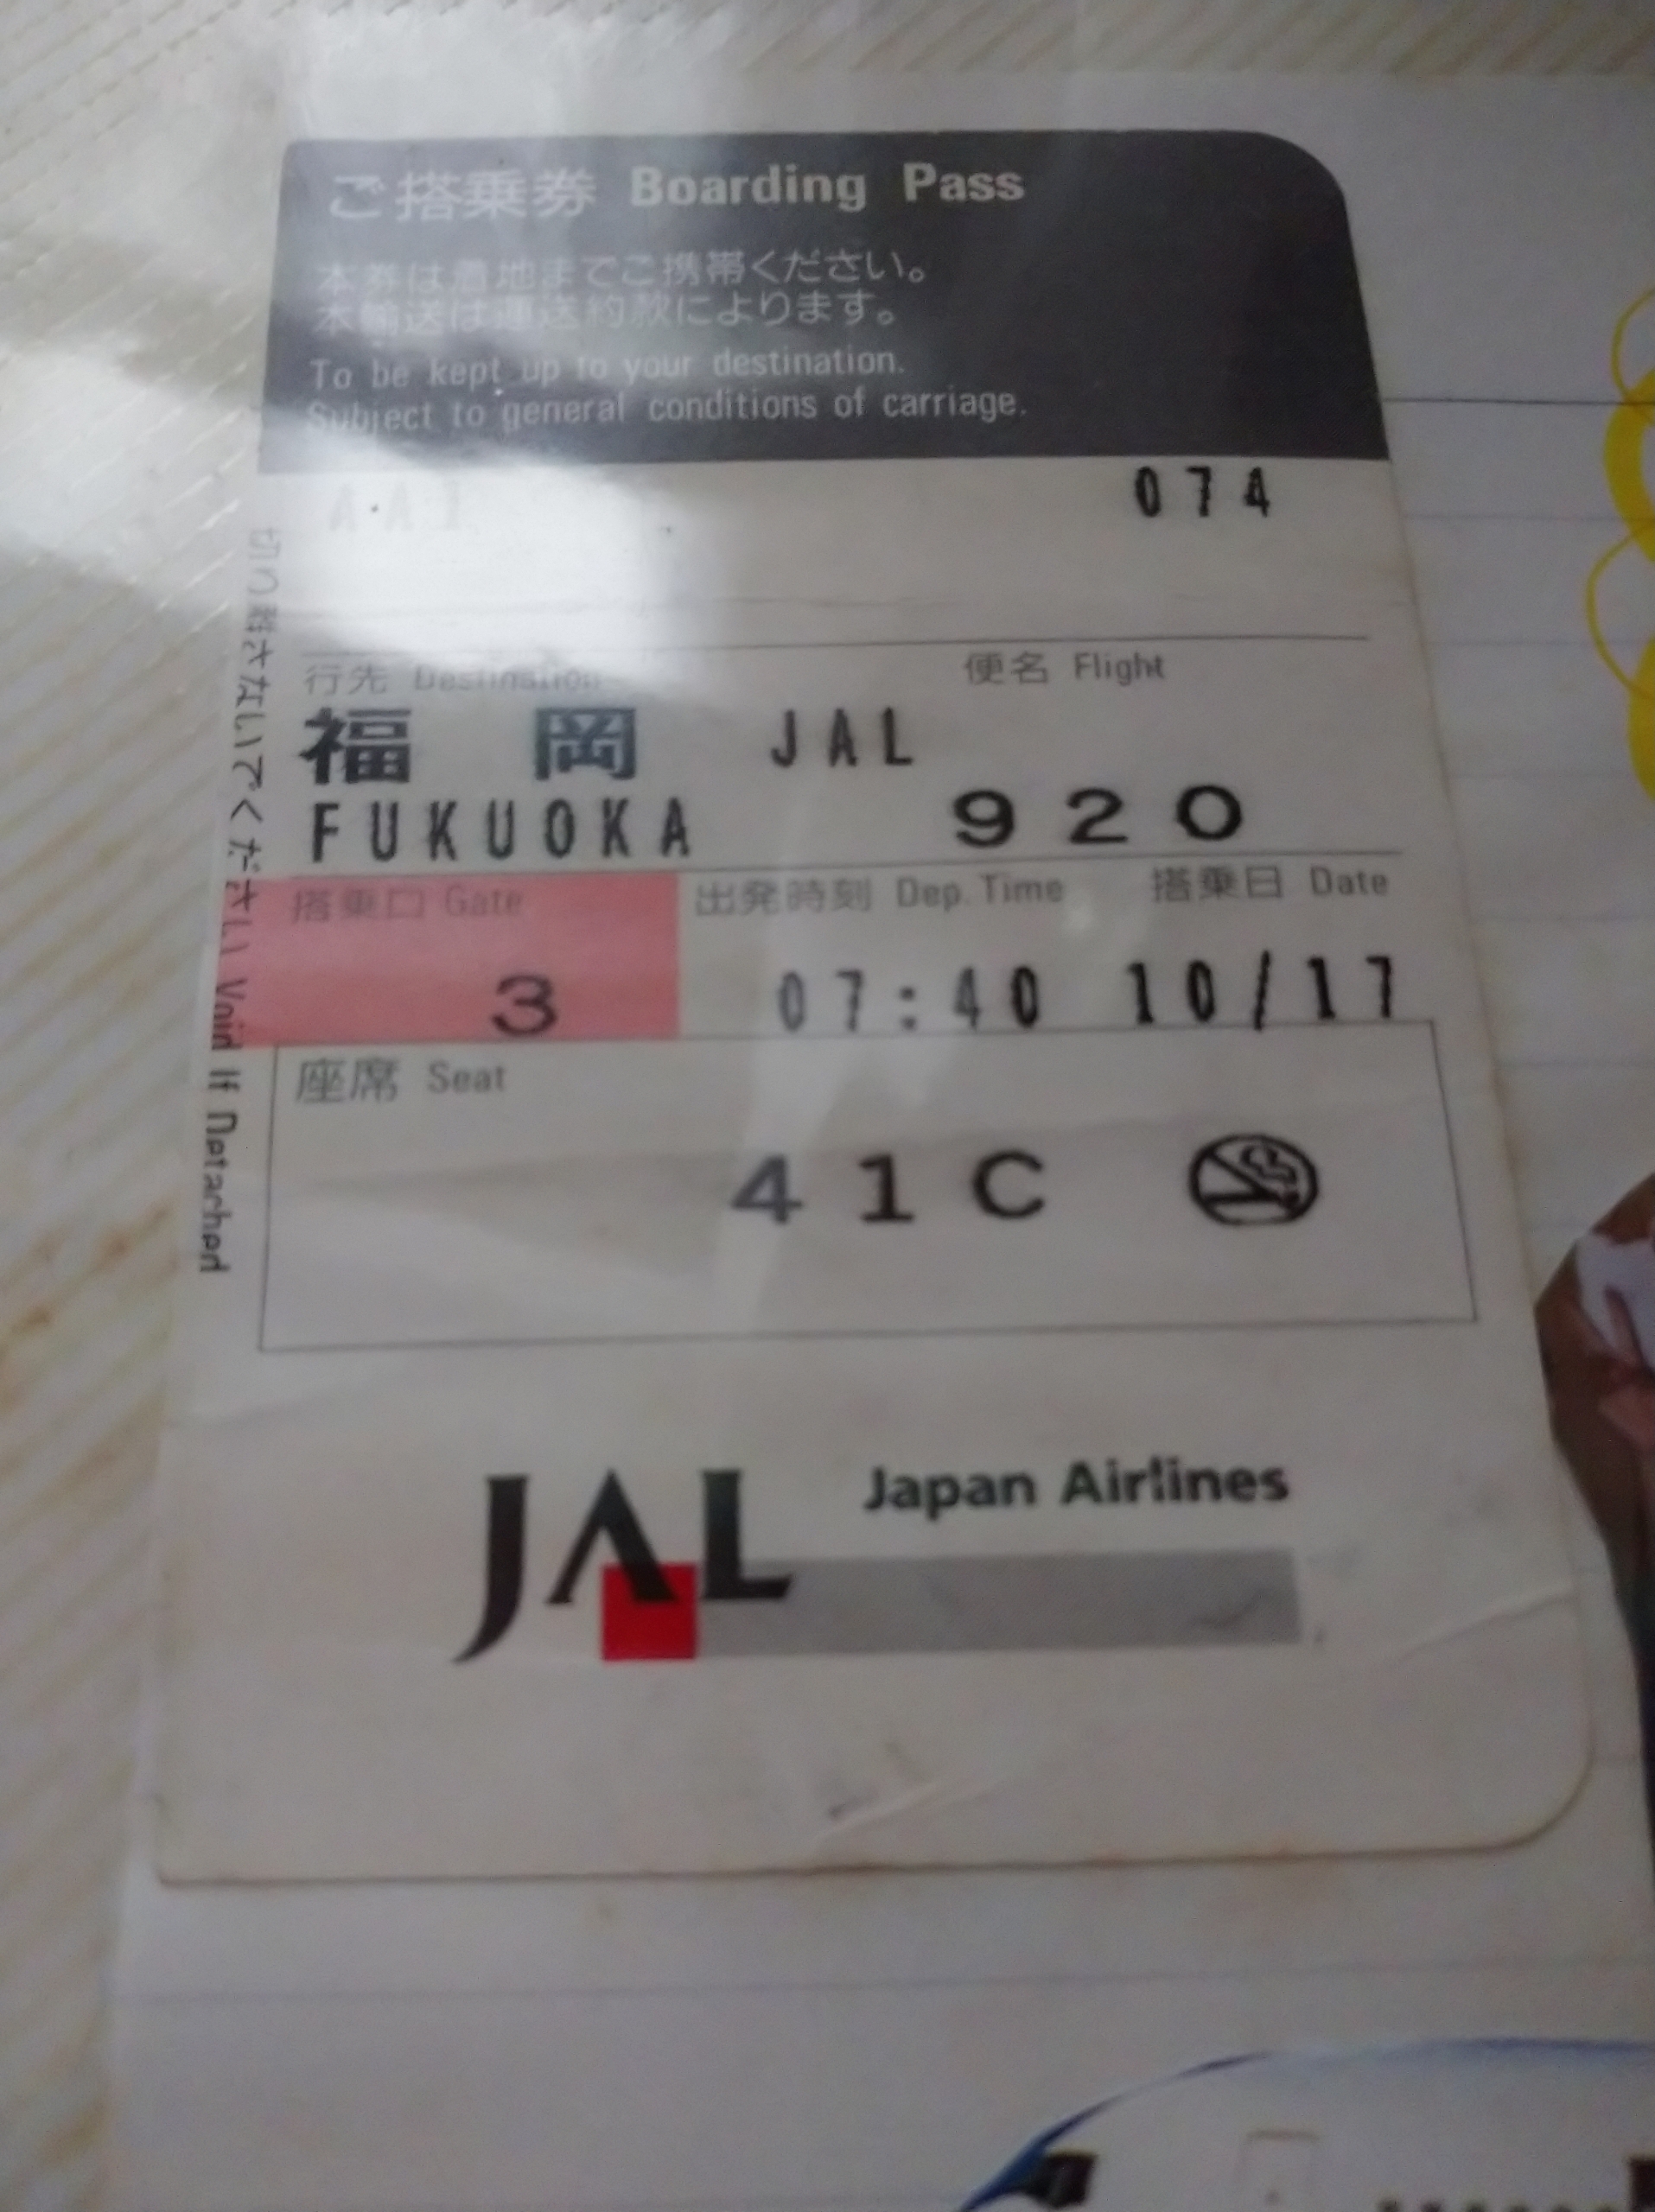 ご搭乗券 Boarding Pass
本券は着地までご携帯ください。
本輸送は運送約款によります。
To be kept up to your destination.
Subject to general conditions of carriage.
AAI 074
行先 Destination 便名 Flight
福岡 JAL
FUKUOKA 920
搭乗口 Gate 出発時刻 Dep. Time 搭乗日 Date
3 07:40 10/17
座席 Seat
41C
JAL Japan Airlines
切り離さないでください Void If Detached